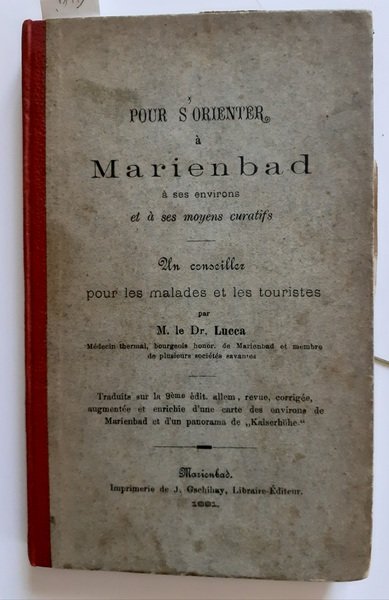 POUR S'ORIENTER
à
Marienbad
à ses environs
et à ses moyens curatifs
Un conseiller
pour les malades et les touristes
par
M. le Dr. Lucca
Médecin thermal, bourgeois honor. de Marienbad et membre
de plusieurs sociétés savantes
Traduits sur la 9ème édit. allem, revue, corrigée,
augmentée et enrichie d'une carte des environs de
Marienbad et d'un panorama de „Kaiserhöhe“
Marienbad.
Imprimerie de J. Gschihay, Libraire-Éditeur.